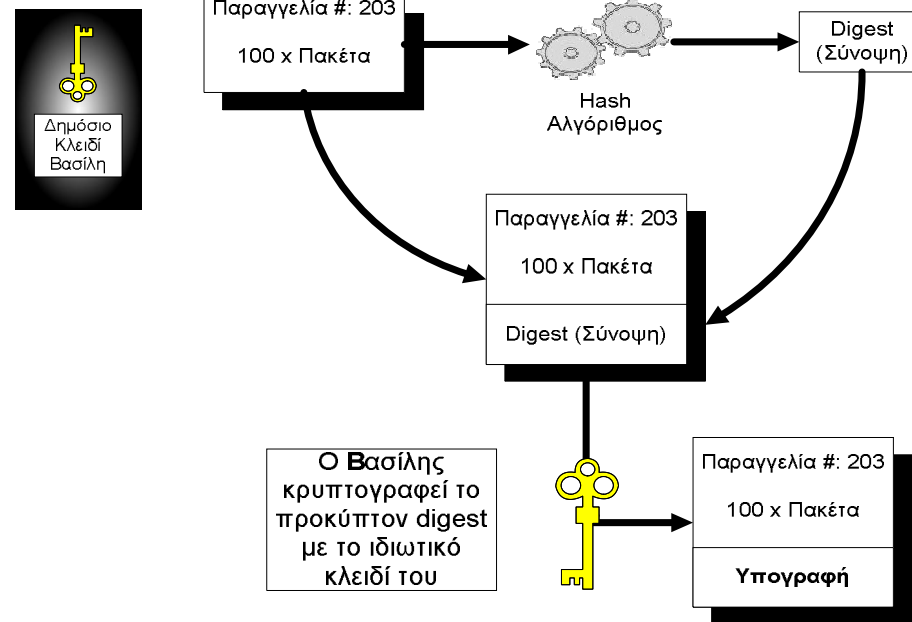 Παραγγελία #: 203
100 x Πακέτα
Digest
(Σύνοψη)
Hash
Αλγόριθμος
Δημόσιο
Κλειδί
Βασίλη
Παραγγελία #: 203
100 x Πακέτα
Digest (Σύνοψη)
Ο Βασίλης
κρυπτογραφεί το
προκύπτον digest
με το ιδιωτικό
κλειδί του
Παραγγελία #: 203
100 x Πακέτα
Υπογραφή